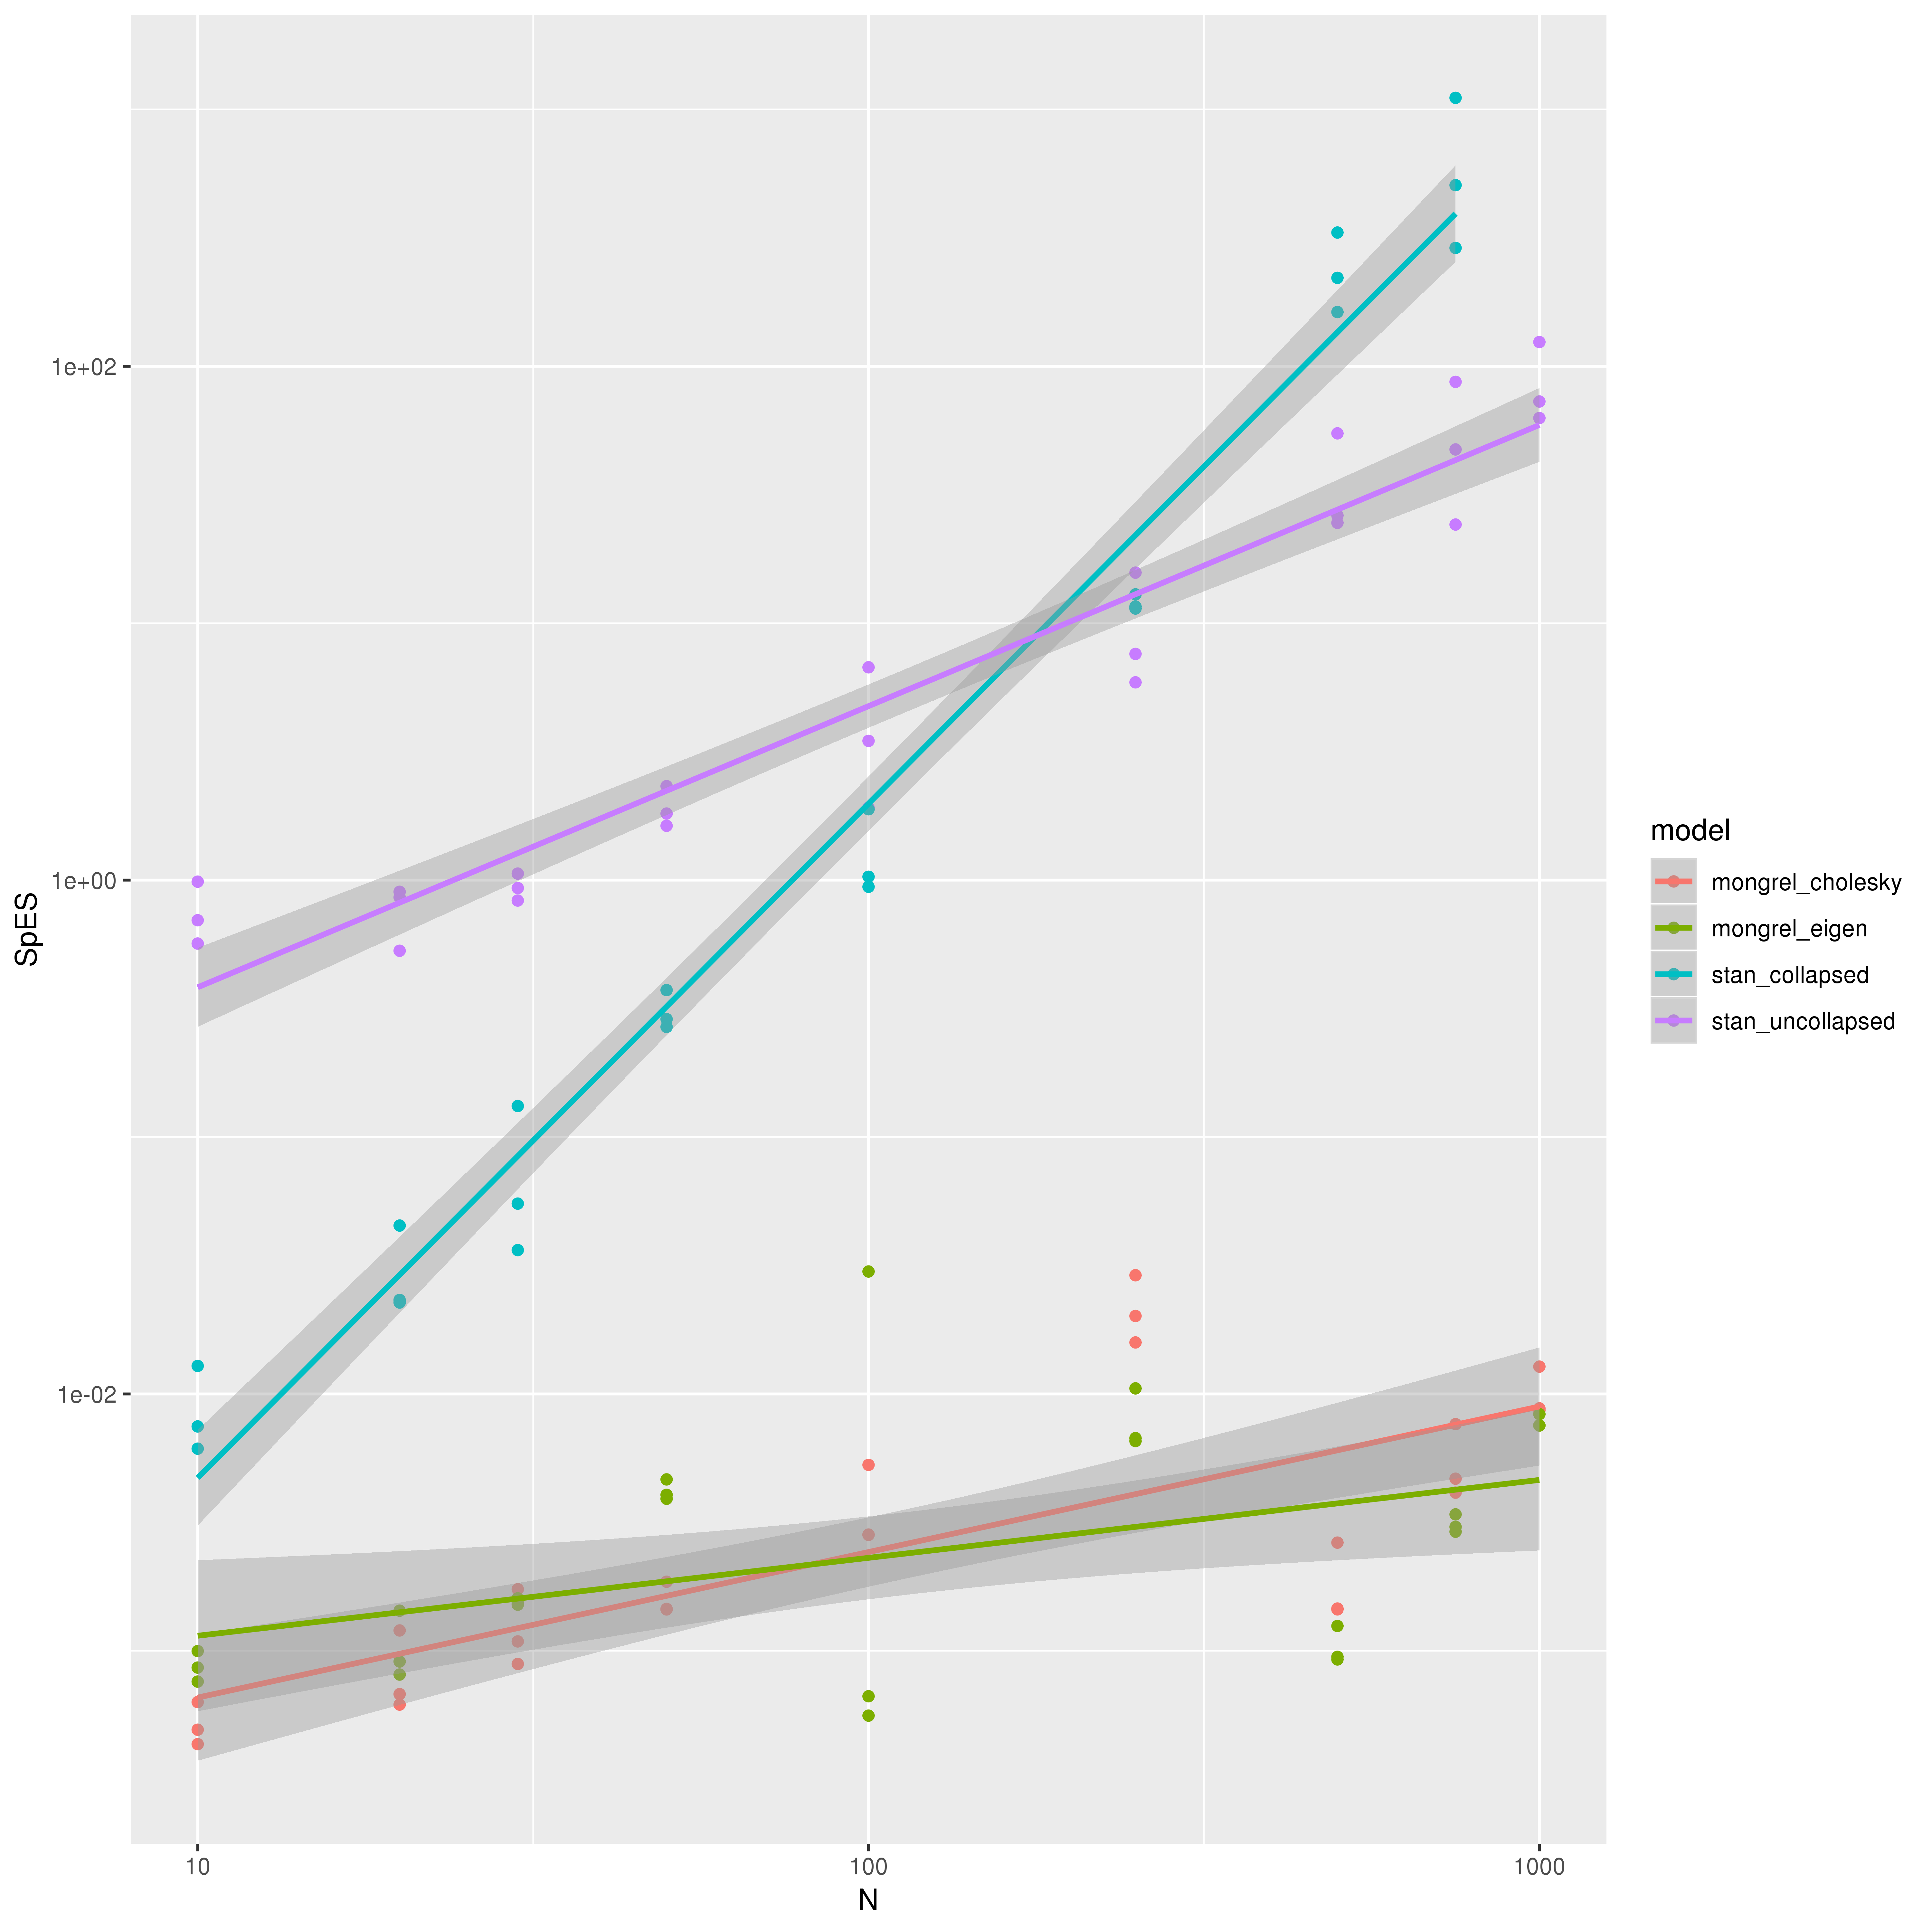 1e+02
1e+00
1e-02
SpES
10
100
1000
N
model
mongrel_cholesky
mongrel_eigen
stan_collapsed
stan_uncollapsed